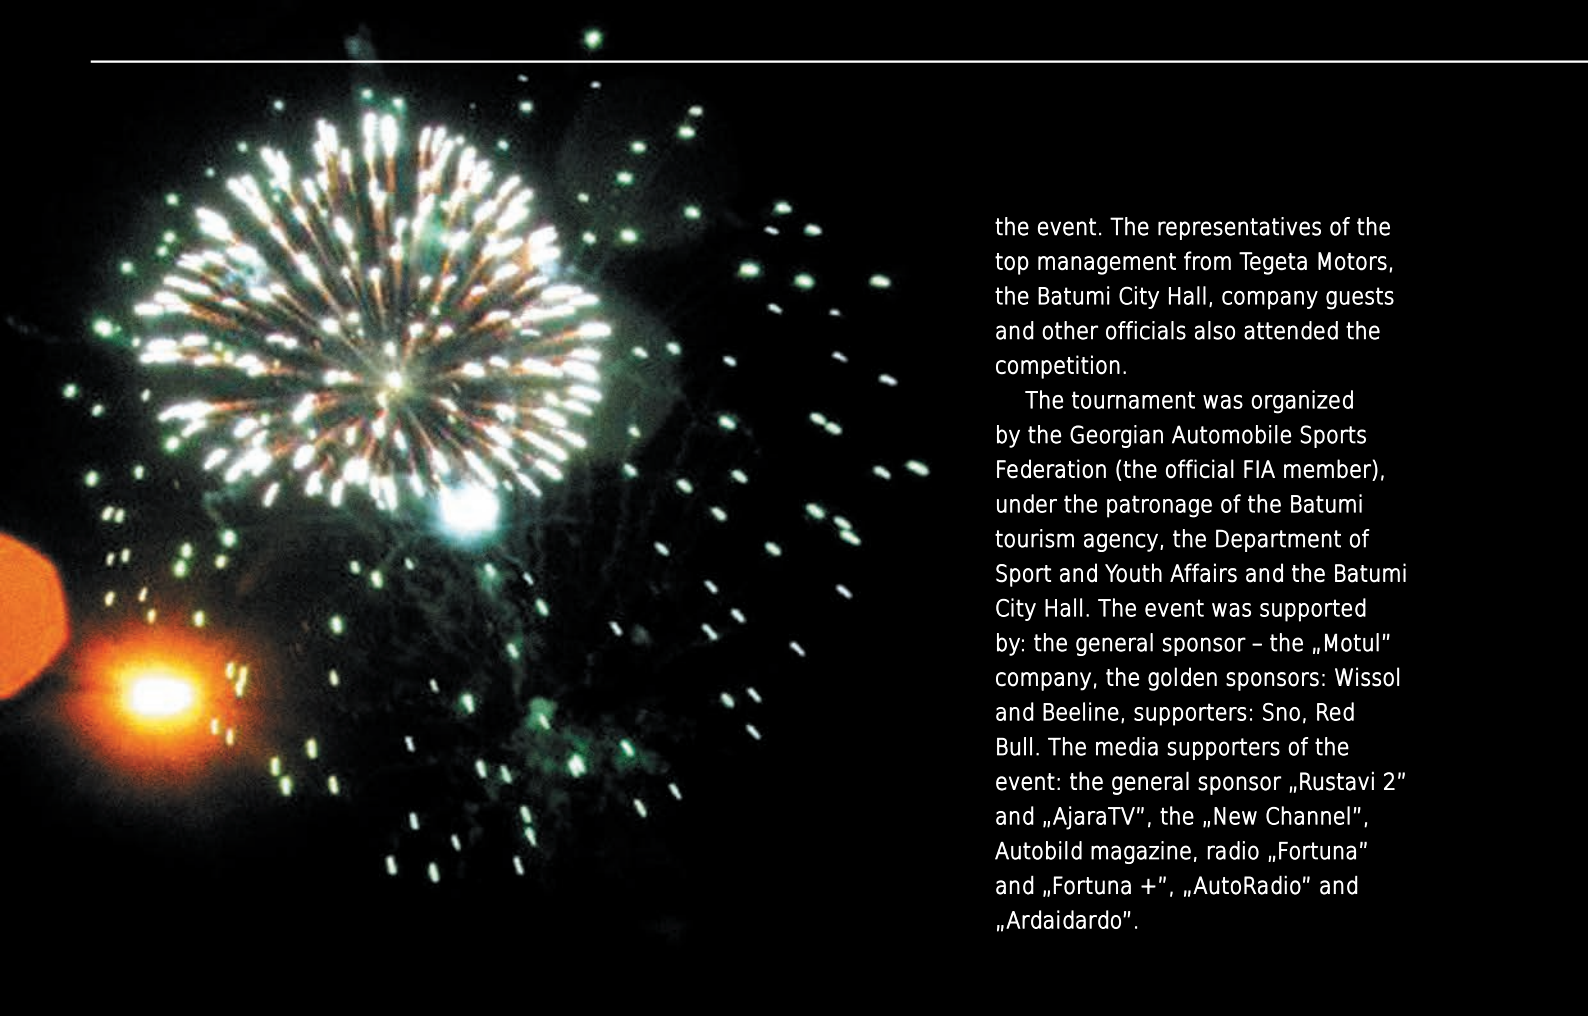 the event. The representatives of the
top management from Tegeta Motors,
the Batumi City Hall, company guests
and other officials also attended the
competition.
The tournament was organized
by the Georgian Automobile Sports
Federation (the official FIA member),
under the patronage of the Batumi
tourism agency, the Department of
Sport and Youth Affairs and the Batumi
City Hall. The event was supported
by: the general sponsor – the „Motul”
company, the golden sponsors: Wissol
and Beeline, supporters: Sno, Red
Bull. The media supporters of the
event: the general sponsor „Rustavi 2”
and „AjaraTV”, the „New Channel”,
Autobild magazine, radio „Fortuna”
and „Fortuna +”, „AutoRadio” and
„Ardaidardo”.